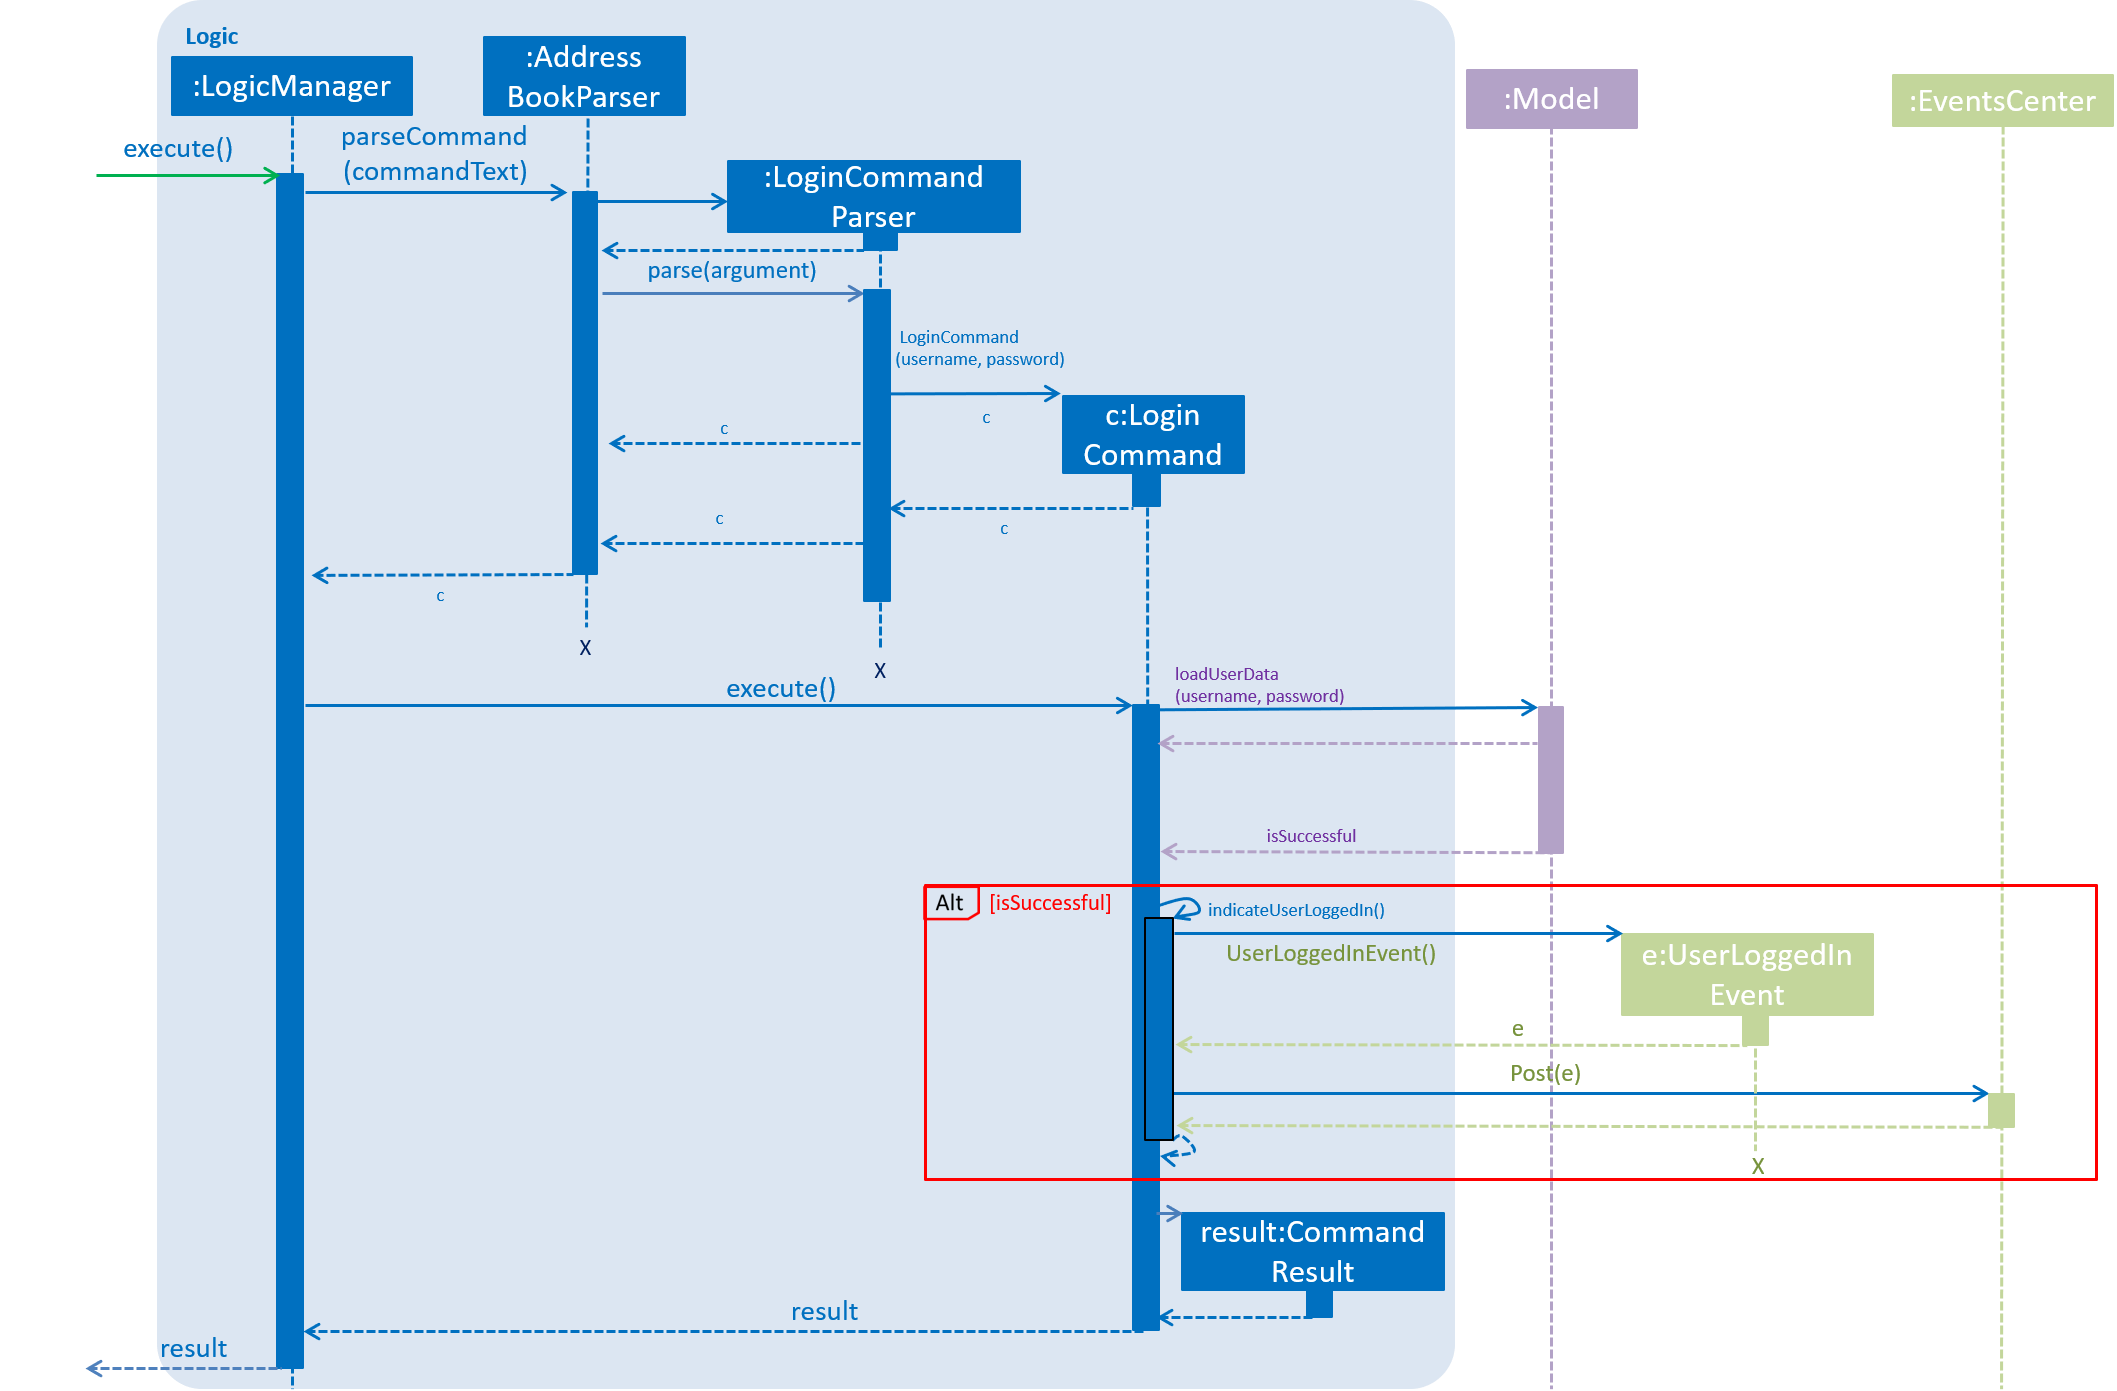 Logic
:LogicManager
:Address
BookParser
:Model
:EventsCenter
execute()
parseCommand
(commandText)
:LoginCommand
Parser
parse(argument)
LoginCommand
(username, password)
c
c:Login
Command
c
c
c
c
X
X
execute()
loadUserData
(username, password)
isSuccessful
Alt
[isSuccessful]
indicateUserLoggedIn()
UserLoggedInEvent()
e:UserLoggedIn
Event
e
Post(e)
X
result:Command
Result
result
result